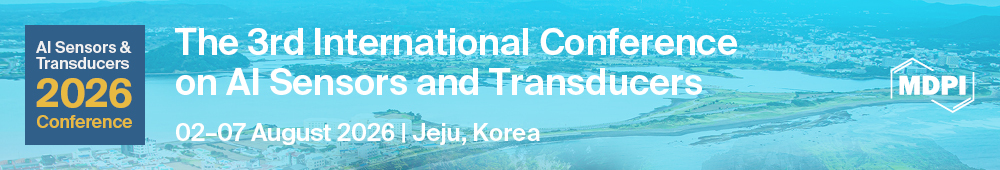 AI Sensors &
Transducers
2026
Conference
The 3rd International Conference
on AI Sensors and Transducers
02–07 August 2026 | Jeju, Korea
MDPI